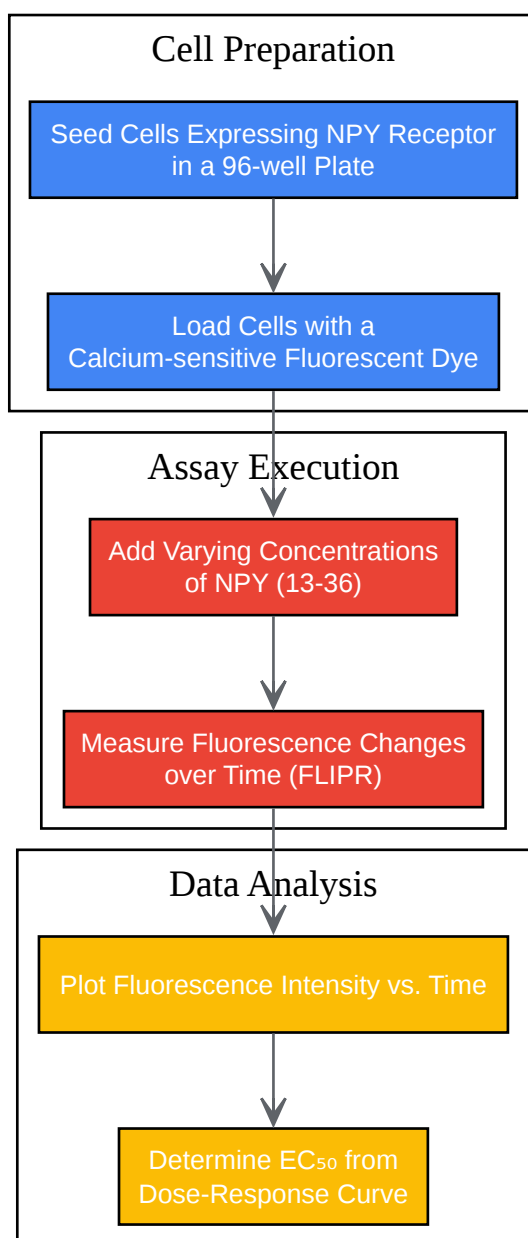 Cell Preparation
Seed Cells Expressing NPY Receptor
in a 96-well Plate
Load Cells with a
Calcium-sensitive Fluorescent Dye
Assay Execution
Add Varying Concentrations
of NPY (13-36)
Measure Fluorescence Changes
over Time (FLIPR)
Data Analysis
Plot Fluorescence Intensity vs. Time
Determine EC₅₀ from
Dose-Response Curve